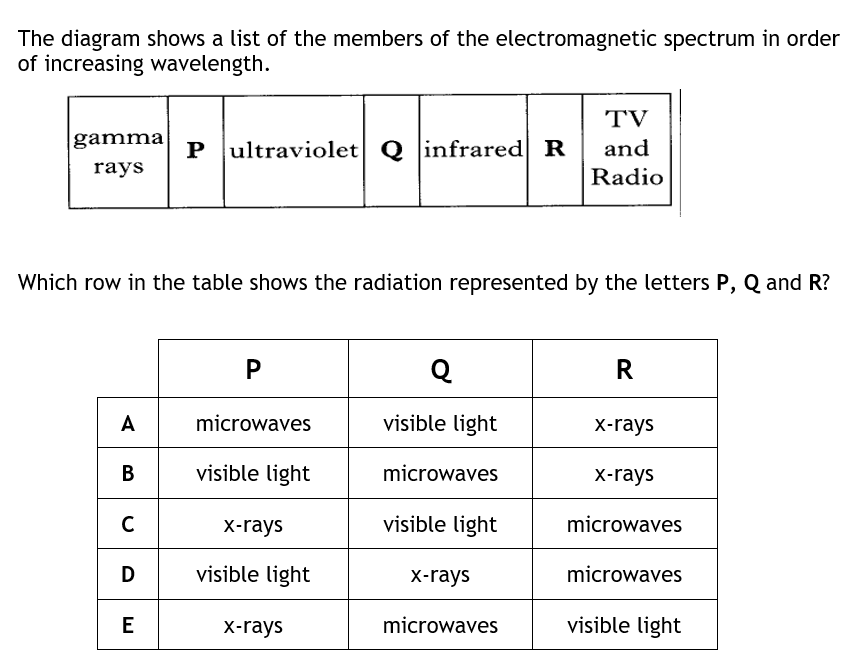 The diagram shows a list of the members of the electromagnetic spectrum in order
of increasing wavelength.
gamma rays P ultraviolet Q infrared R TV and Radio
Which row in the table shows the radiation represented by the letters P, Q and R?
P Q R
A microwaves visible light x-rays
B visible light microwaves x-rays
C x-rays visible light microwaves
D visible light x-rays microwaves
E x-rays microwaves visible light